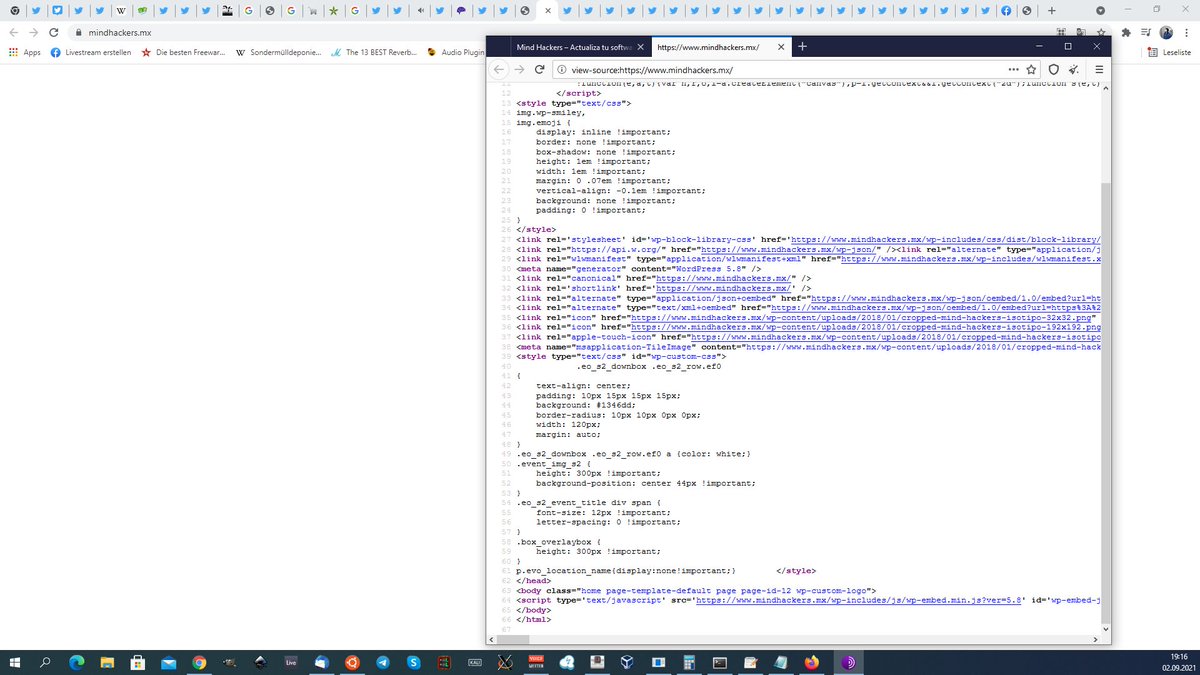 mindhackers.mx
Apps
Livestream erstellen
Die besten Freewar...
Sondermülldeponie...
The 13 BEST Reverb...
Audio Plugin
Leseliste
Mind Hackers – Actualiza tu softwa
https://www.mindhackers.mx/
view-source:https://www.mindhackers.mx/
12 </script>
13 <style type="text/css">
14 img.wp-smiley,
15 img.emoji {
16 display: inline !important;
17 border: none !important;
18 box-shadow: none !important;
19 height: 1em !important;
20 width: 1em !important;
21 margin: 0 .07em !important;
22 vertical-align: -0.1em !important;
23 background: none !important;
24 padding: 0 !important;
25 }
26 </style>
27 <link rel='stylesheet' id='wp-block-library-css' href='https://www.mindhackers.mx/wp-includes/css/dist/block-library/
28 <link rel="https://api.w.org/" href="https://www.mindhackers.mx/wp-json/" /><link rel="alternate" type="application/j
29 <link rel="wlwmanifest" type="application/wlwmanifest+xml" href="https://www.mindhackers.mx/wp-includes/wlwmanifest.x
30 <meta name="generator" content="WordPress 5.8" />
31 <link rel="canonical" href="https://www.mindhackers.mx/" />
32 <link rel='shortlink' href='https://www.mindhackers.mx/' />
33 <link rel="alternate" type="application/json+oembed" href="https://www.mindhackers.mx/wp-json/oembed/1.0/embed?url=ht
34 <link rel="alternate" type="text/xml+oembed" href="https://www.mindhackers.mx/wp-json/oembed/1.0/embed?url=https%3A%2
35 <link rel="icon" href="https://www.mindhackers.mx/wp-content/uploads/2018/01/cropped-mind-hackers-isotipo-32x32.png"
36 <link rel="icon" href="https://www.mindhackers.mx/wp-content/uploads/2018/01/cropped-mind-hackers-isotipo-192x192.png
37 <link rel="apple-touch-icon" href="https://www.mindhackers.mx/wp-content/uploads/2018/01/cropped-mind-hackers-isotipo
38 <meta name="msapplication-TileImage" content="https://www.mindhackers.mx/wp-content/uploads/2018/01/cropped-mind-hack
39 <style type="text/css" id="wp-custom-css">
40 .eo_s2_downbox .eo_s2_row.ef0
41 {
42 text-align: center;
43 padding: 10px 15px 15px 15px;
44 background: #1346dd;
45 border-radius: 10px 10px 0px 0px;
46 width: 120px;
47 margin: auto;
48 }
49 .eo_s2_downbox .eo_s2_row.ef0 a {color: white;}
50 .event_img_s2 {
51 height: 300px !important;
52 background-position: center 44px !important;
53 }
54 .eo_s2_event_title div span {
55 font-size: 12px !important;
56 letter-spacing: 0 !important;
57 }
58 .box_overlaybox {
59 height: 300px !important;
60 }
61 p.evo_location_name{display:none!important;} </style>
62 </head>
63 <body class="home page-template-default page page-id-12 wp-custom-logo">
64 <script type='text/javascript' src='https://www.mindhackers.mx/wp-includes/js/wp-embed.min.js?ver=5.8' id='wp-embed-j
65 </body>
66 </html>
67
Live
19:16
02.09.2021